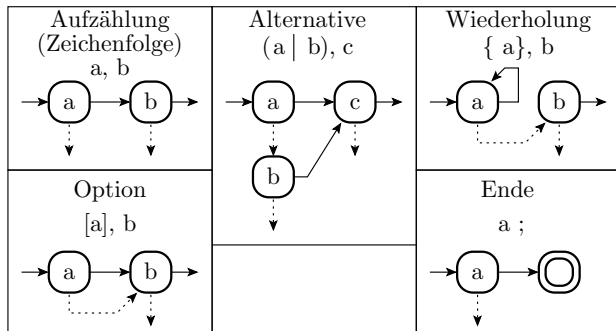 Aufzählung
(Zeichenfolge)
a, b
a b
Alternative
(a | b), c
a c
b
Wiederholung
{ a}, b
a b
Option
[a], b
a b
Ende
a ;
a